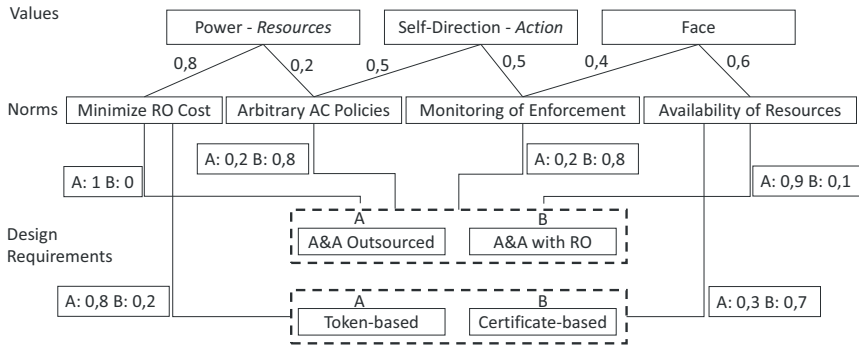 Values
Power - Resources
Self-Direction - Action
Face
0,8
0,2
0,5
0,5
0,4
0,6
Norms
Minimize RO Cost
Arbitrary AC Policies
Monitoring of Enforcement
Availability of Resources
A: 0,2 B: 0,8
A: 0,2 B: 0,8
A: 1 B: 0
A: 0,9 B: 0,1
A
B
Design
Requirements
A&A Outsourced
A&A with RO
A: 0,8 B: 0,2
A
B
A: 0,3 B: 0,7
Token-based
Certificate-based